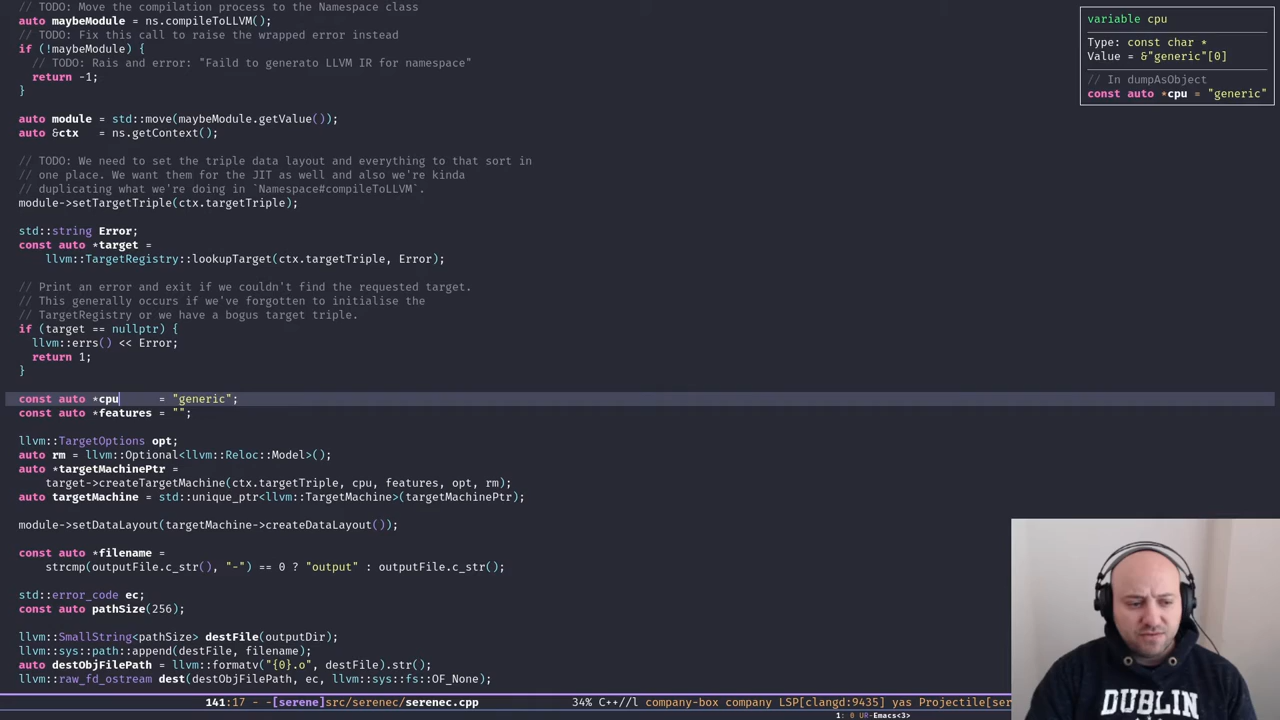 // TODO: Move the compilation process to the Namespace class
auto maybeModule = ns.compileToLLVM();
// TODO: Fix this call to raise the wrapped error instead
if (!maybeModule) {
// TODO: Rais and error: "Faild to generato LLVM IR for namespace"
return -1;
}
auto module = std::move(maybeModule.getValue());
auto &ctx   = ns.getContext();
// TODO: We need to set the triple data layout and everything to that sort in
// one place. We want them for the JIT as well and also we're kinda
// duplicating what we're doing in `Namespace#compileToLLVM`.
module->setTargetTriple(ctx.targetTriple);
std::string Error;
const auto *target =
llvm::TargetRegistry::lookupTarget(ctx.targetTriple, Error);
// Print an error and exit if we couldn't find the requested target.
// This generally occurs if we've forgotten to initialise the
// TargetRegistry or we have a bogus target triple.
if (target == nullptr) {
llvm::errs() << Error;
return 1;
}
const auto *cpu      = "generic";
const auto *features = "";
llvm::TargetOptions opt;
auto rm = llvm::Optional<llvm::Reloc::Model>();
auto *targetMachinePtr =
target->createTargetMachine(ctx.targetTriple, cpu, features, opt, rm);
auto targetMachine = std::unique_ptr<llvm::TargetMachine>(targetMachinePtr);
module->setDataLayout(targetMachine->createDataLayout());
const auto *filename =
strcmp(outputFile.c_str(), "-") == 0 ? "output" : outputFile.c_str();
std::error_code ec;
const auto pathSize(256);
llvm::SmallString<pathSize> destFile(outputDir);
llvm::sys::path::append(destFile, filename);
auto destObjFilePath = llvm::formatv("{0}.o", destFile).str();
llvm::raw_fd_ostream dest(destObjFilePath, ec, llvm::sys::fs::OF_None);
variable cpu
Type: const char *
Value = &"generic"[0]
// In dumpAsObject
const auto *cpu = "generic"
DUBLIN
141:17 - -[serene]src/serenec/serenec.cpp 34% C++//l company-box company LSP[clangd:9435] yas Projectile[ser
1: 0 UR-Emacs<3>